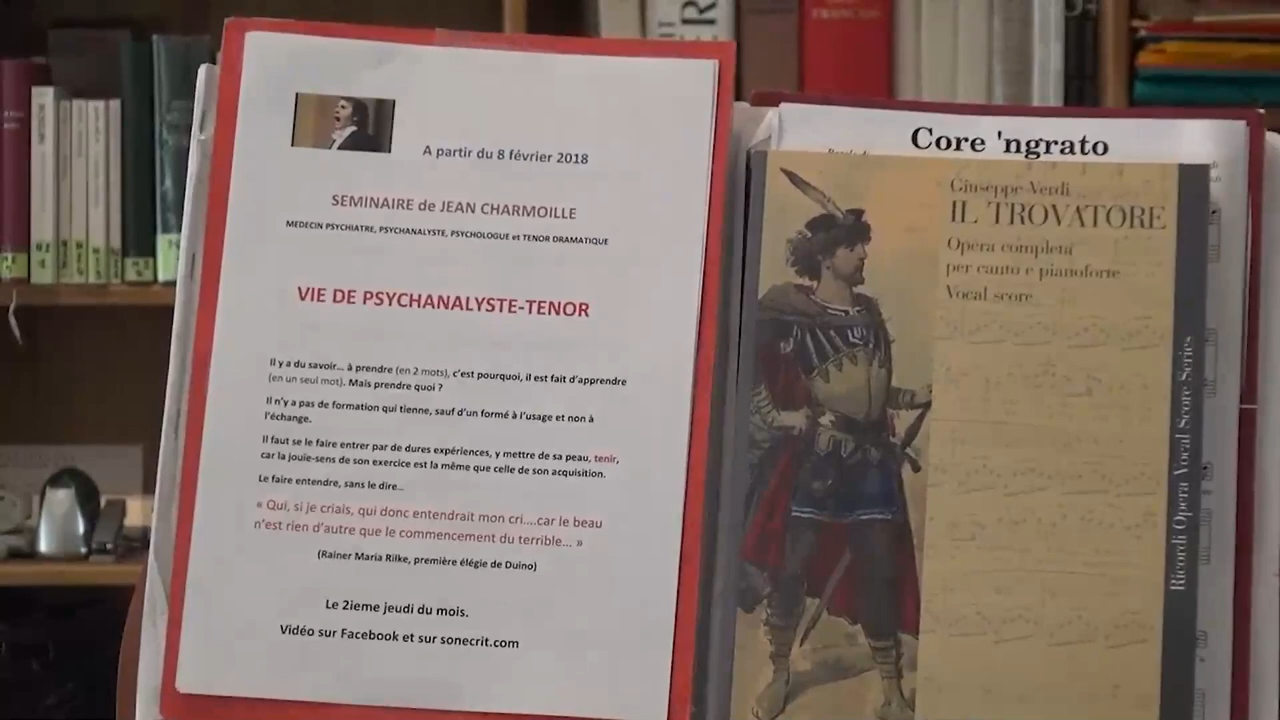 A partir du 8 février 2018
SEMINAIRE de JEAN CHARMOILLE
MEDECIN PSYCHIATRE, PSYCHANALYSTE, PSYCHOLOGUE et TENOR DRAMATIQUE
VIE DE PSYCHANALYSTE-TENOR
Il y a du savoir... à prendre (en 2 mots), c'est pourquoi, il est fait d'apprendre
(en un seul mot). Mais prendre quoi ?
Il n'y a pas de formation qui tienne, sauf d'un formé à l'usage et non à
l'échange.
Il faut se le faire entrer par de dures expériences, y mettre de sa peau, tenir,
car la jouie-sens de son exercice est la même que celle de son acquisition.
Le faire entendre, sans le dire...
« Qui, si je criais, qui donc entendrait mon cri....car le beau
n'est rien d'autre que le commencement du terrible... »
(Rainer Maria Rilke, première élégie de Duino)
Le 2ieme jeudi du mois.
Vidéo sur Facebook et sur sonecrit.com
Core 'ngrato
Giuseppe Verdi
IL TROVATORE
Opera completa
per canto e pianoforte
Vocal score
Ricordi Opera Vocal Score Series
FRANÇAIS